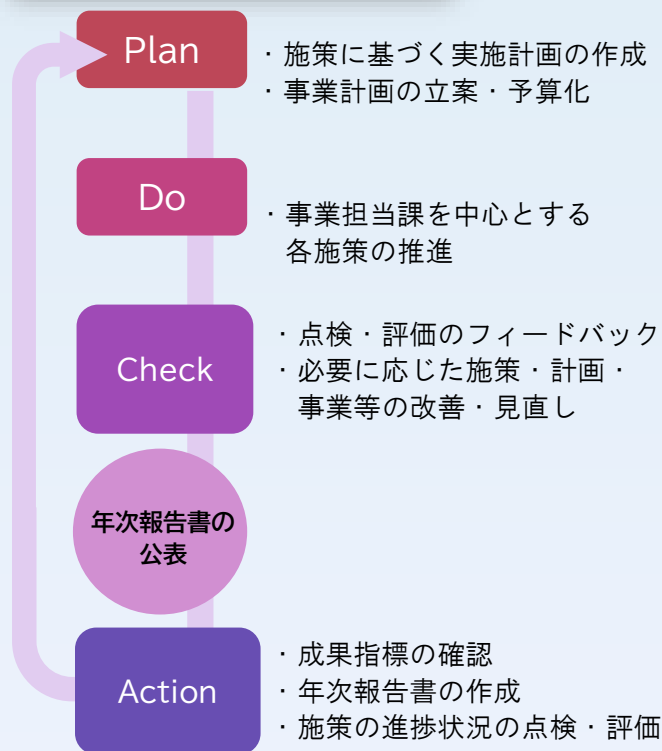 Plan
・施策に基づく実施計画の作成
・事業計画の立案・予算化
Do
・事業担当課を中心とする
各施策の推進
Check
・点検・評価のフィードバック
・必要に応じた施策・計画・
事業等の改善・見直し
年次報告書の
公表
Action
・成果指標の確認
・年次報告書の作成
・施策の進捗状況の点検・評価